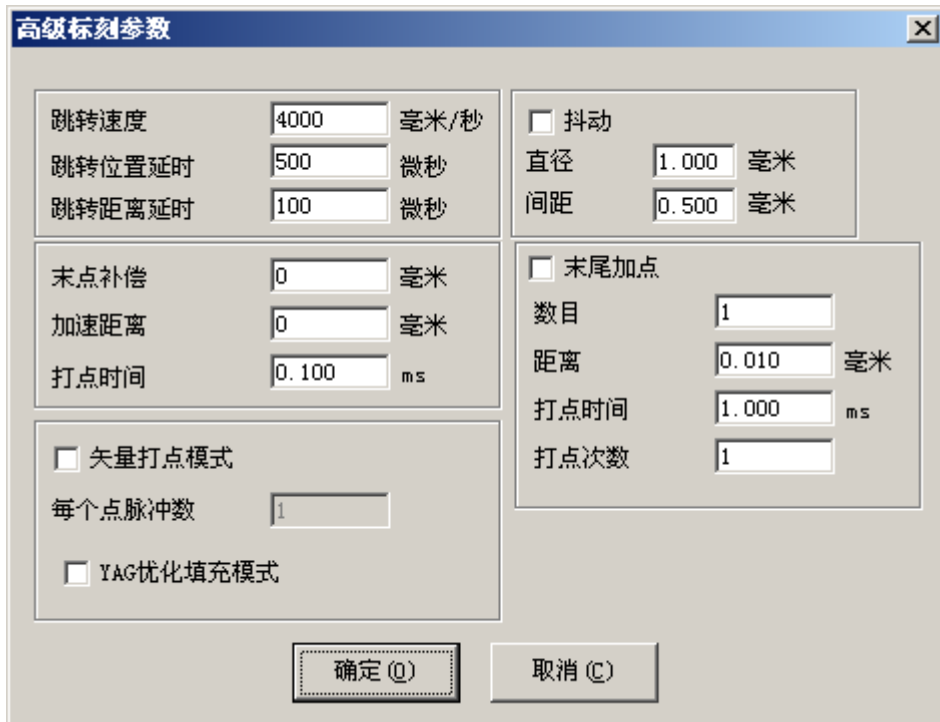 高级标刻参数
跳转速度 4000 毫米/秒
跳转位置延时 500 微秒
跳转距离延时 100 微秒
抖动
直径 1.000 毫米
间距 0.500 毫米
末点补偿 0 毫米
加速距离 0 毫米
打点时间 0.100 ms
末尾加点
数目 1
距离 0.010 毫米
打点时间 1.000 ms
打点次数 1
矢量打点模式
每个点脉冲数 1
YAG优化填充模式
确定(O) 取消(C)